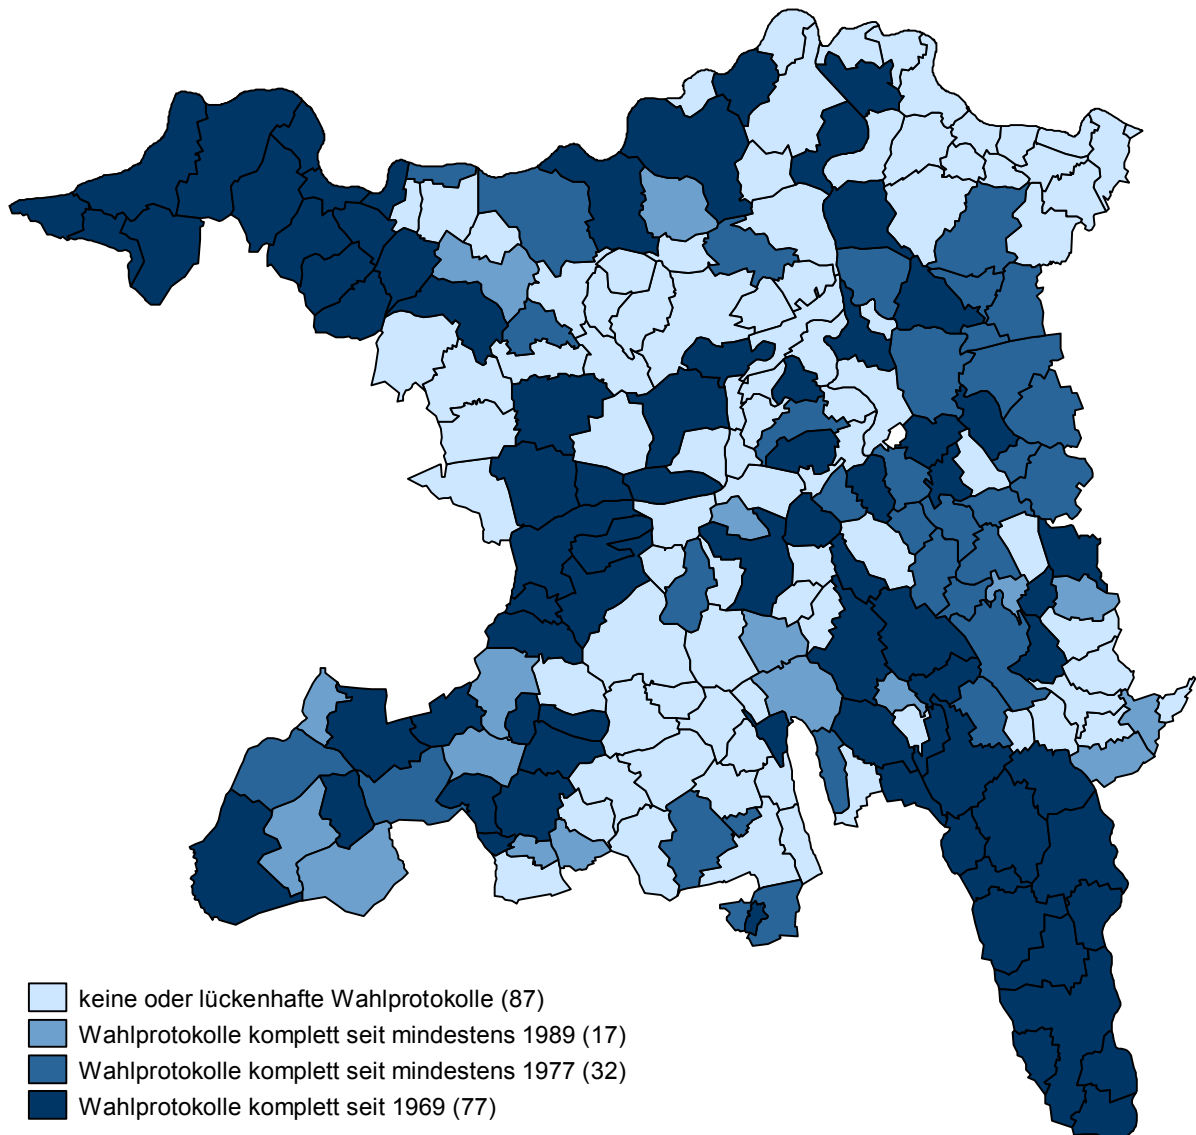 keine oder lückenhafte Wahlprotokolle (87)
Wahlprotokolle komplett seit mindestens 1989 (17)
Wahlprotokolle komplett seit mindestens 1977 (32)
Wahlprotokolle komplett seit 1969 (77)